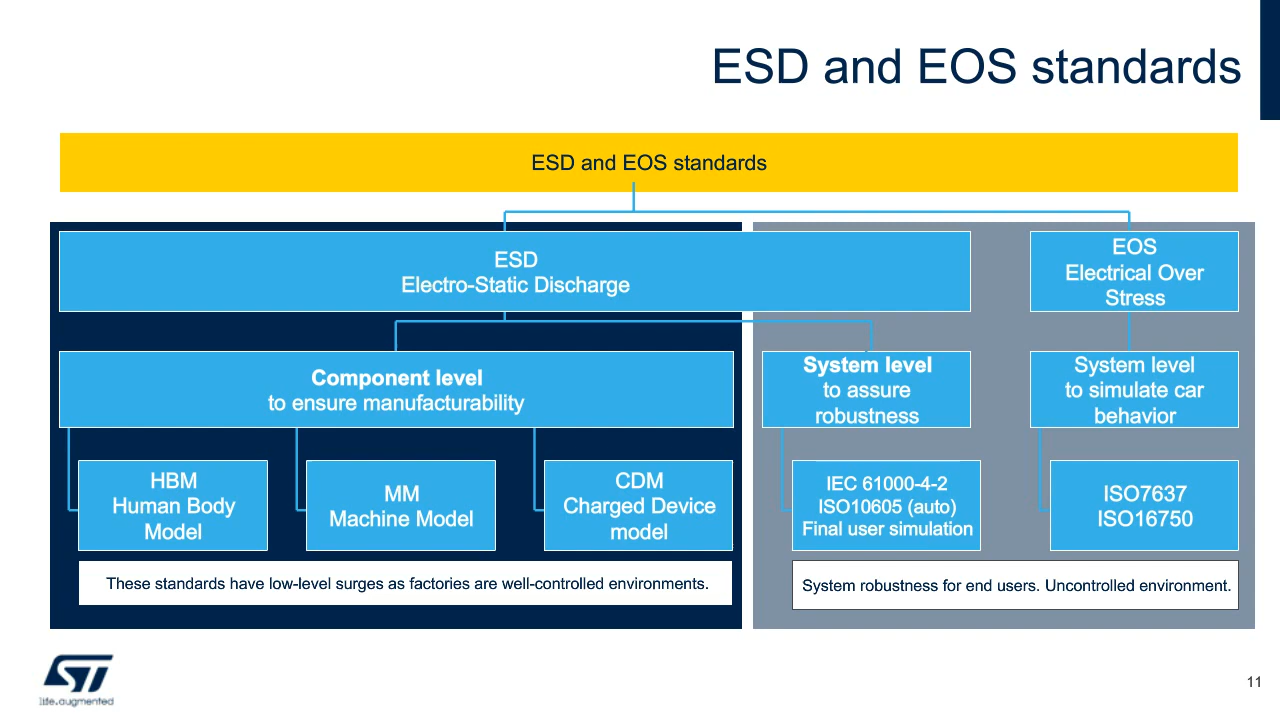 ESD and EOS standards
ESD and EOS standards
ESD
Electro-Static Discharge
EOS
Electrical Over
Stress
Component level
to ensure manufacturability
System level
to assure
robustness
System level
to simulate car
behavior
HBM
Human Body
Model
MM
Machine Model
CDM
Charged Device
model
IEC 61000-4-2
ISO10605 (auto)
Final user simulation
ISO7637
ISO16750
These standards have low-level surges as factories are well-controlled environments.
System robustness for end users. Uncontrolled environment.
ST
life.augmented
11